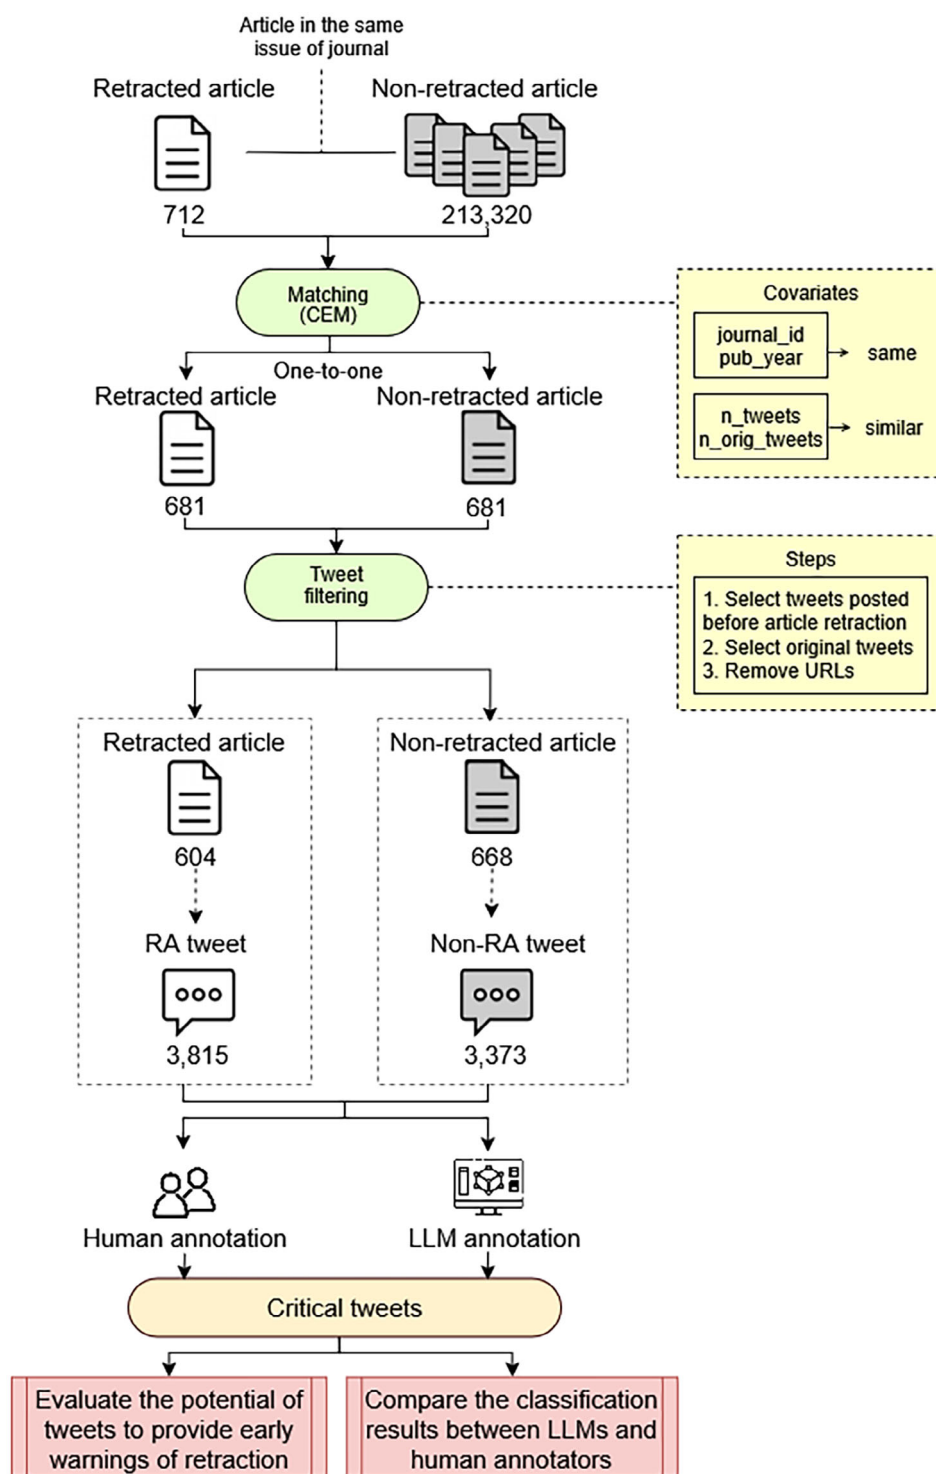 Article in the same
issue of journal
Retracted article
Non-retracted article
712
213,320
Matching
(CEM)
Covariates
journal_id
pub_year
same
n_tweets
n_orig_tweets
similar
One-to-one
Retracted article
Non-retracted article
681
681
Tweet
filtering
Steps
1. Select tweets posted
before article retraction
2. Select original tweets
3. Remove URLs
Retracted article
Non-retracted article
604
668
RA tweet
Non-RA tweet
3,815
3,373
Human annotation
LLM annotation
Critical tweets
Evaluate the potential of
tweets to provide early
warnings of retraction
Compare the classification
results between LLMs and
human annotators